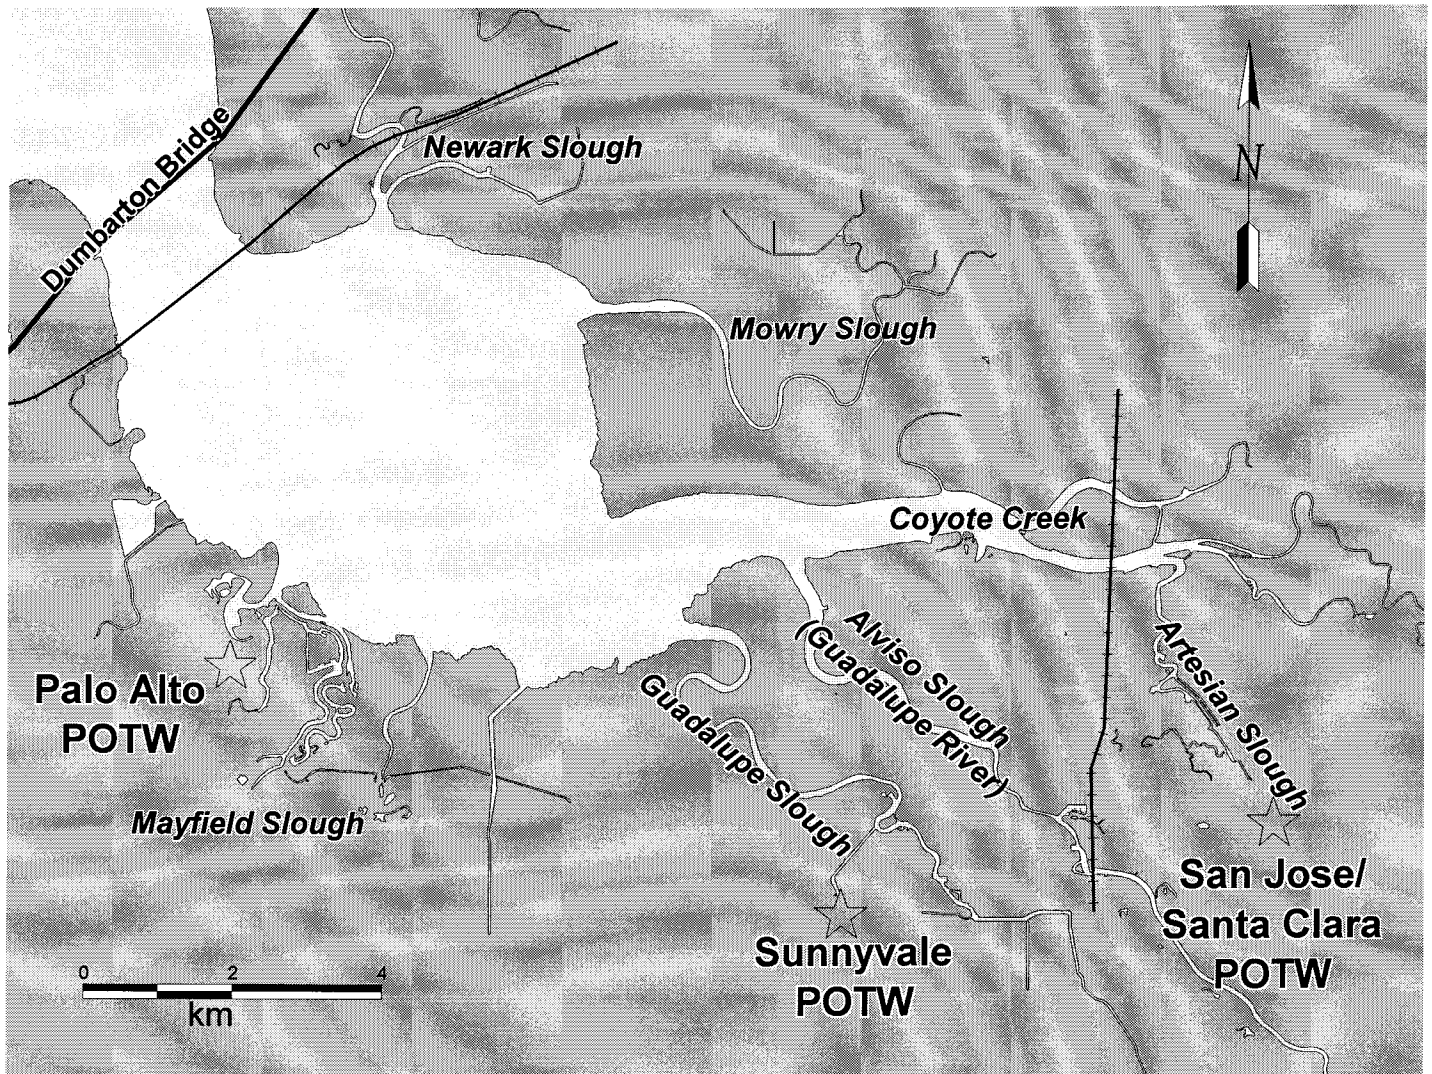 Dumbarton Bridge
Newark Slough
N
Mowry Slough
Coyote Creek
Alviso Slough
(Guadalupe River)
Artesian Slough
Guadalupe Slough
Palo Alto
POTW
Mayfield Slough
San Jose/
Santa Clara
POTW
Sunnyvale
POTW
0 2 4
km